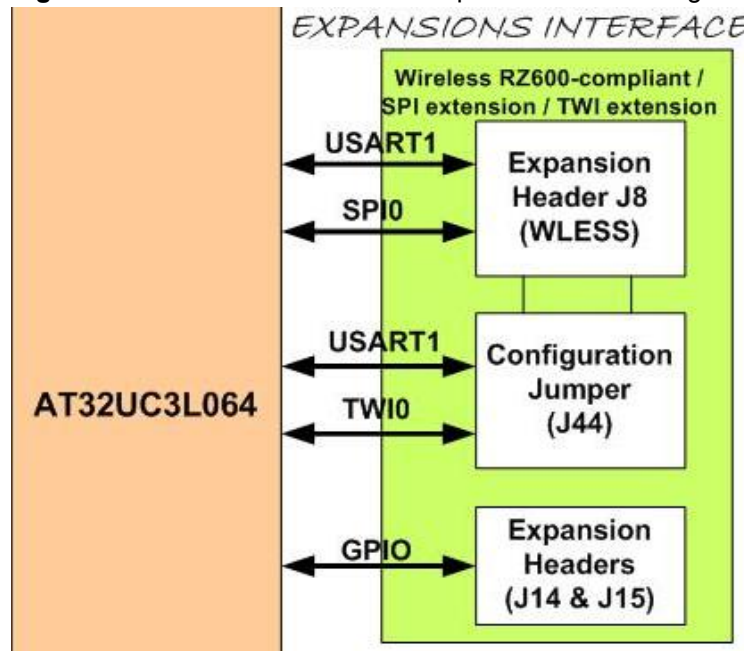 EXPANSIONS INTERFACE
Wireless RZ600-compliant /
SPI extension / TWI extension
USART1
Expansion
Header J8
(WLESS)
SPI0
USART1
Configuration
Jumper
(J44)
AT32UC3L064
TWI0
Expansion
Headers
(J14 & J15)
GPIO